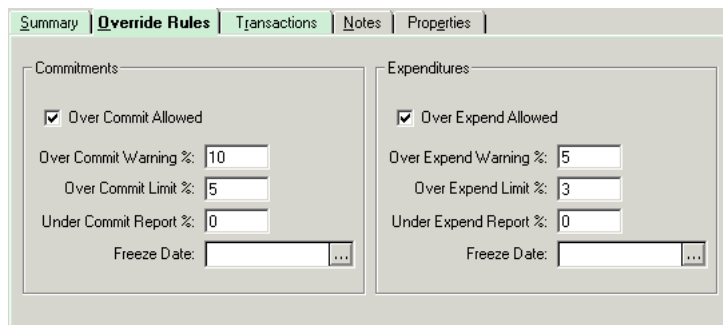 Summary Override Rules Transactions Notes Properties
Commitments
Over Commit Allowed
Over Commit Warning %: 10
Over Commit Limit %: 5
Under Commit Report %: 0
Freeze Date: ...
Expenditures
Over Expend Allowed
Over Expend Warning %: 5
Over Expend Limit %: 3
Under Expend Report %: 0
Freeze Date: ...